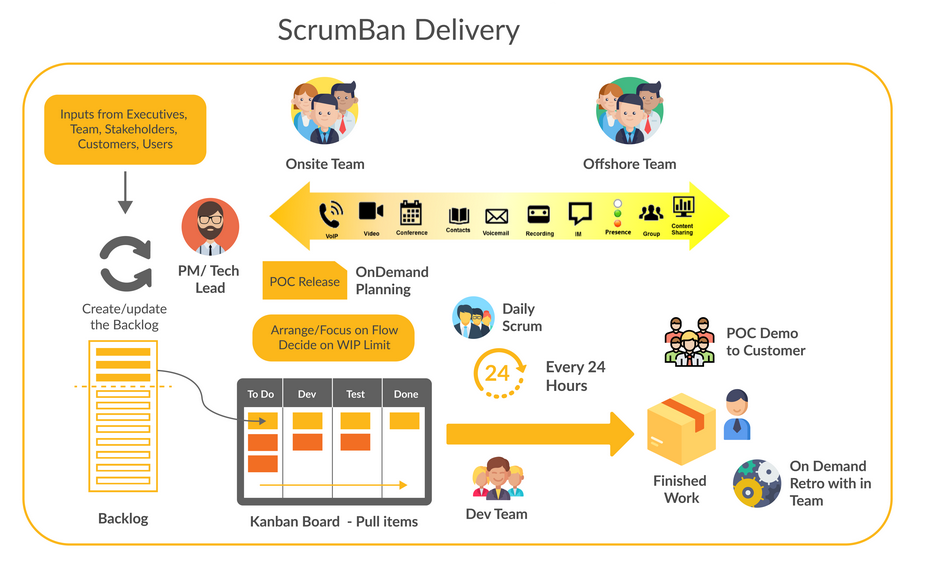 ScrumBan Delivery
Inputs from Executives,
Team, Stakeholders,
Customers, Users
Onsite Team
Offshore Team
VoIP
Video
Conference
Contacts
Voicemail
Recording
IM
Presence
Group
Content
Sharing
PM/ Tech
Lead
POC Release
OnDemand
Planning
Create/update
the Backlog
Arrange/Focus on Flow
Decide on WIP Limit
Daily
Scrum
POC Demo
to Customer
24
Every 24
Hours
To Do
Dev
Test
Done
Finished
Work
On Demand
Retro with in
Team
Backlog
Kanban Board - Pull items
Dev Team